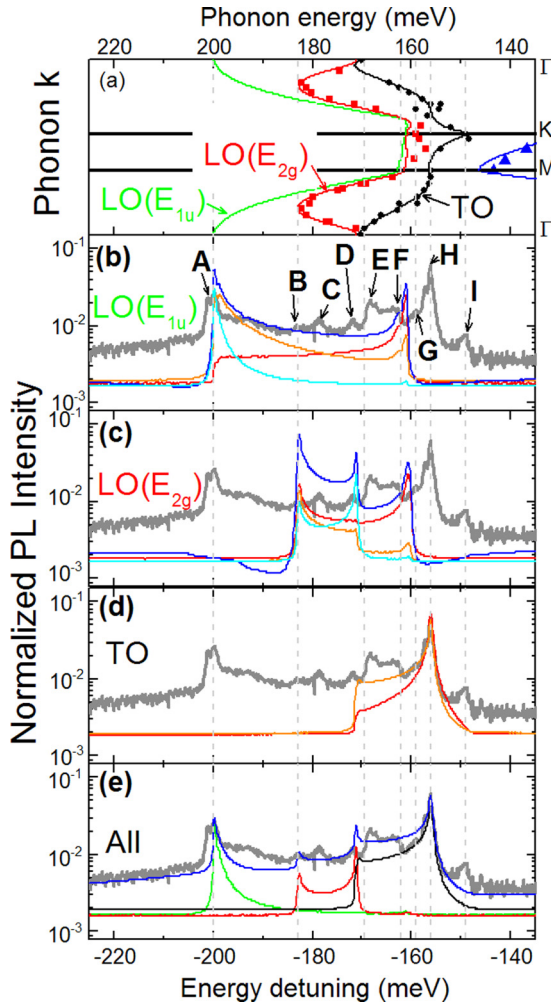 Phonon energy (meV)
220 200 180 160 140
(a)
Γ
K
M
Γ
Phonon k
LO(E2g)
LO(E1u)
TO
10-1
10-2
10-3
(b)
A
B
C
D
E
F
G
H
I
LO(E1u)
10-1
10-2
10-3
(c)
LO(E2g)
10-1
10-2
10-3
(d)
TO
10-1
10-2
10-3
(e)
All
Normalized PL Intensity
-220 -200 -180 -160 -140
Energy detuning (meV)